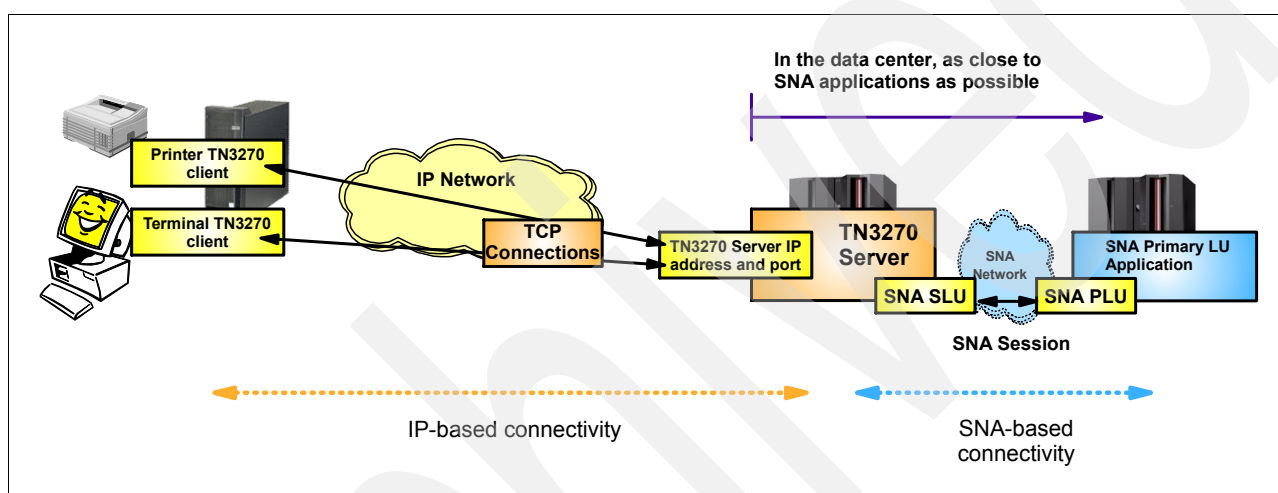 In the data center, as close to
SNA applications as possible
Printer TN3270
client
IP Network
Terminal TN3270
client
TCP
Connections
TN3270 Server IP
address and port
TN3270
Server
SNA
Network
SNA Primary LU
Application
SNA SLU
SNA PLU
SNA Session
IP-based connectivity
SNA-based
connectivity